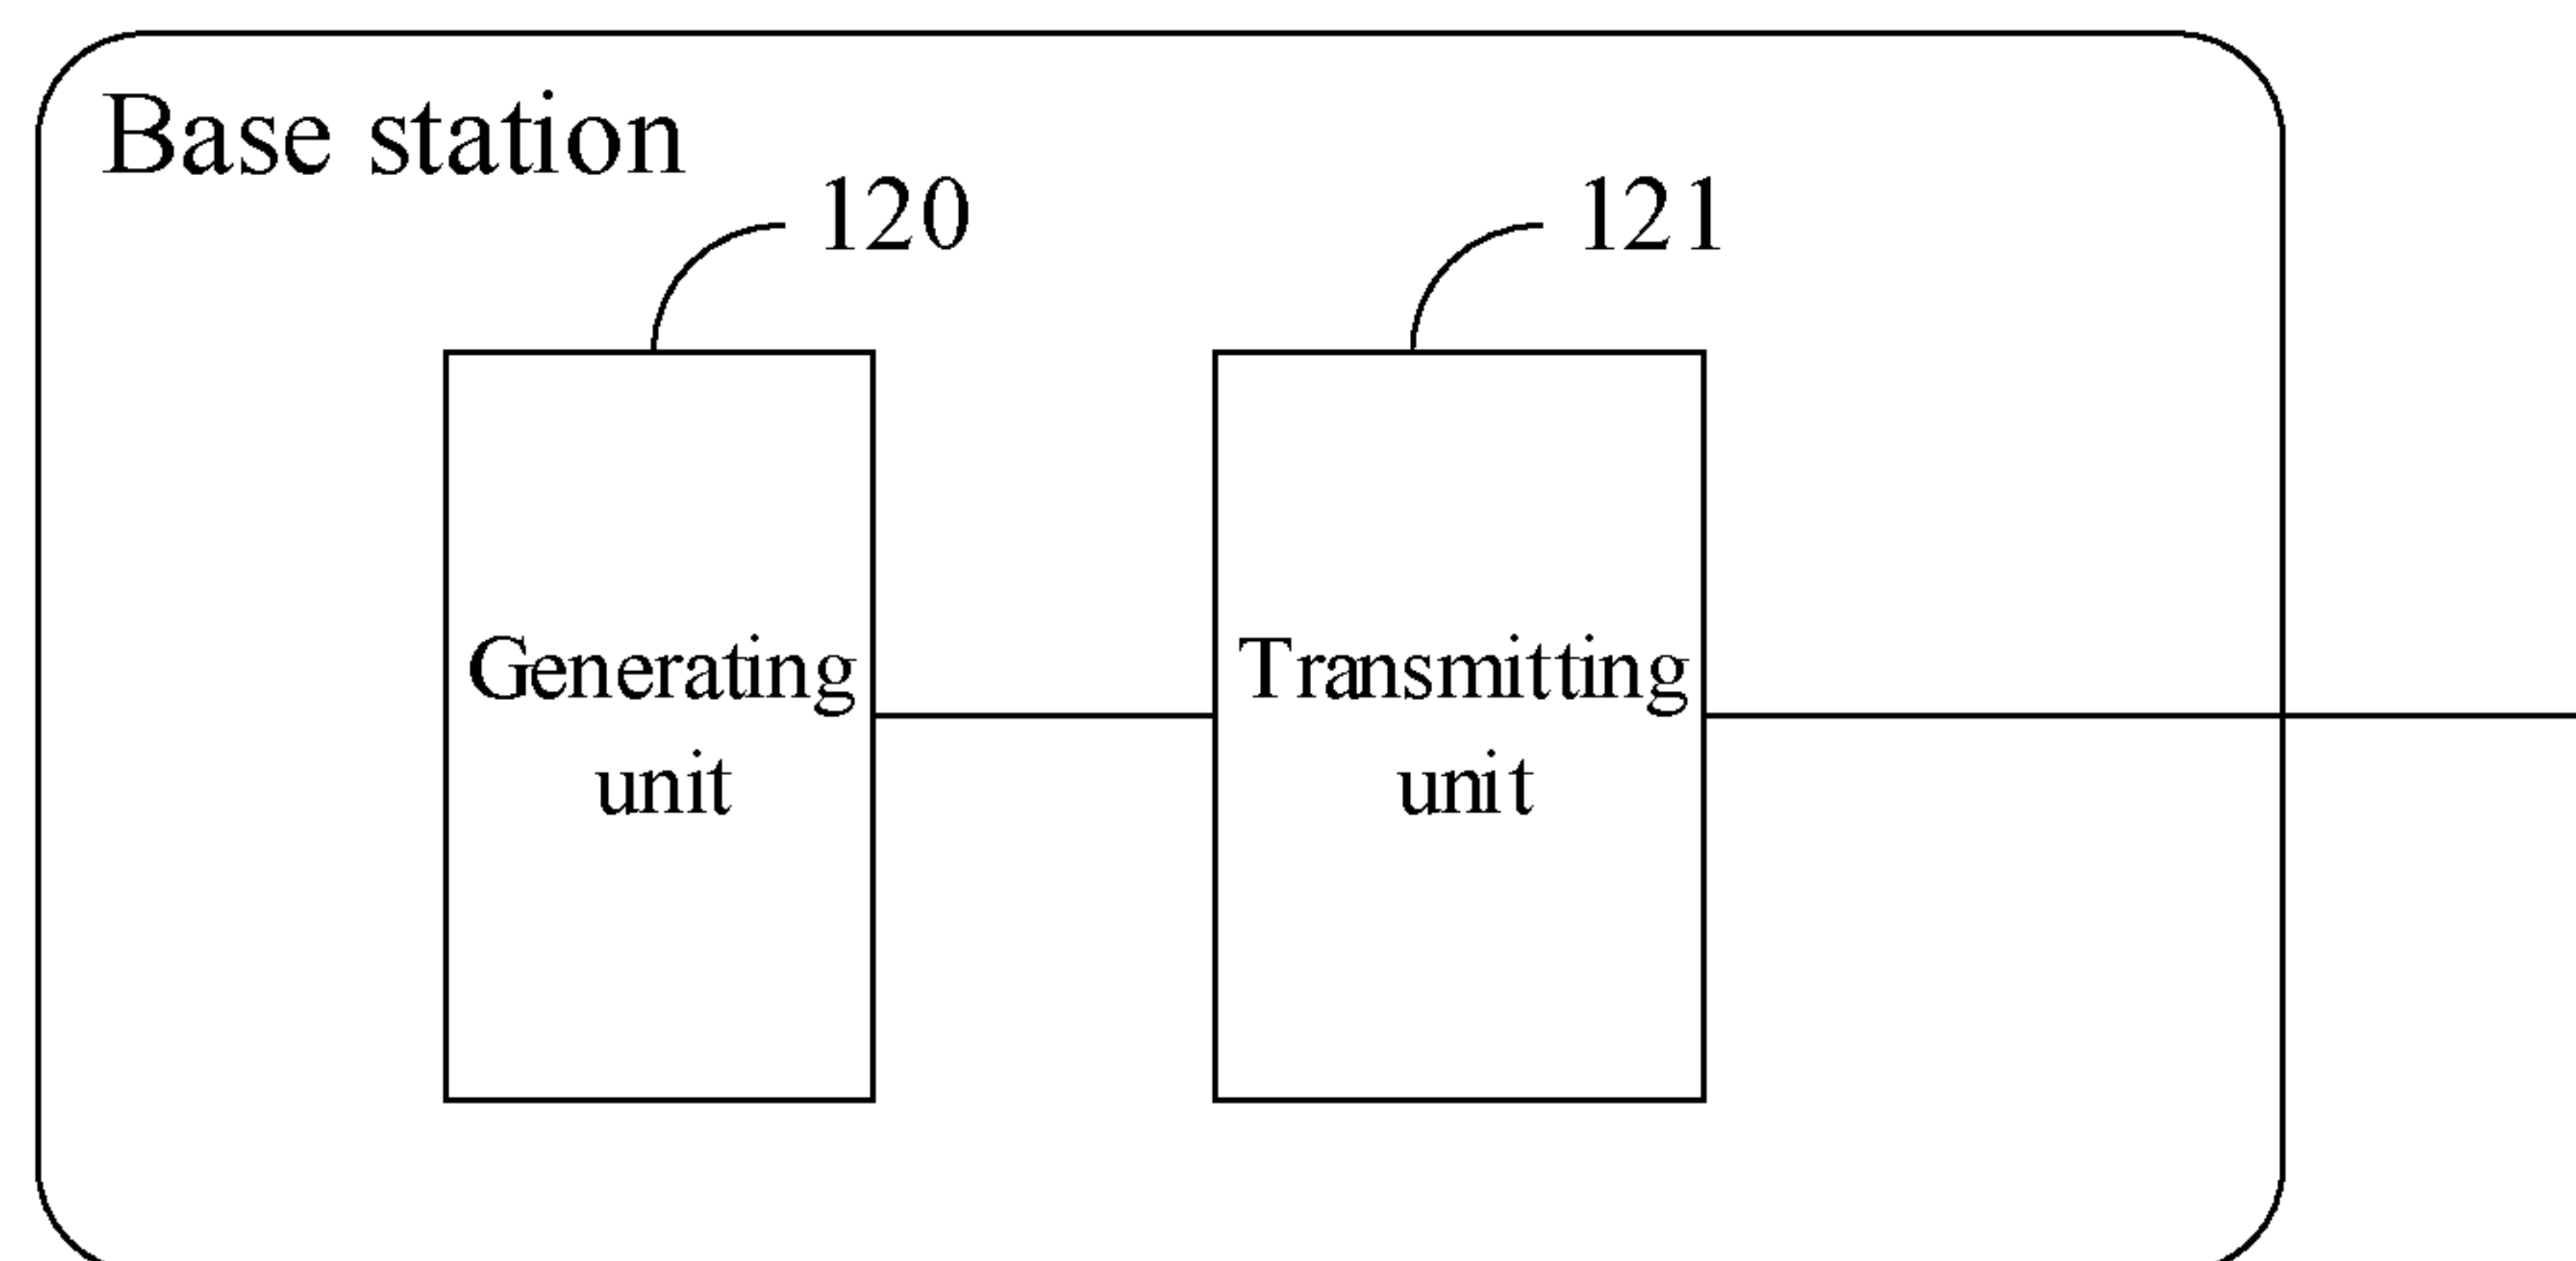 Base station
120
121
Generating
unit
Transmitting
unit